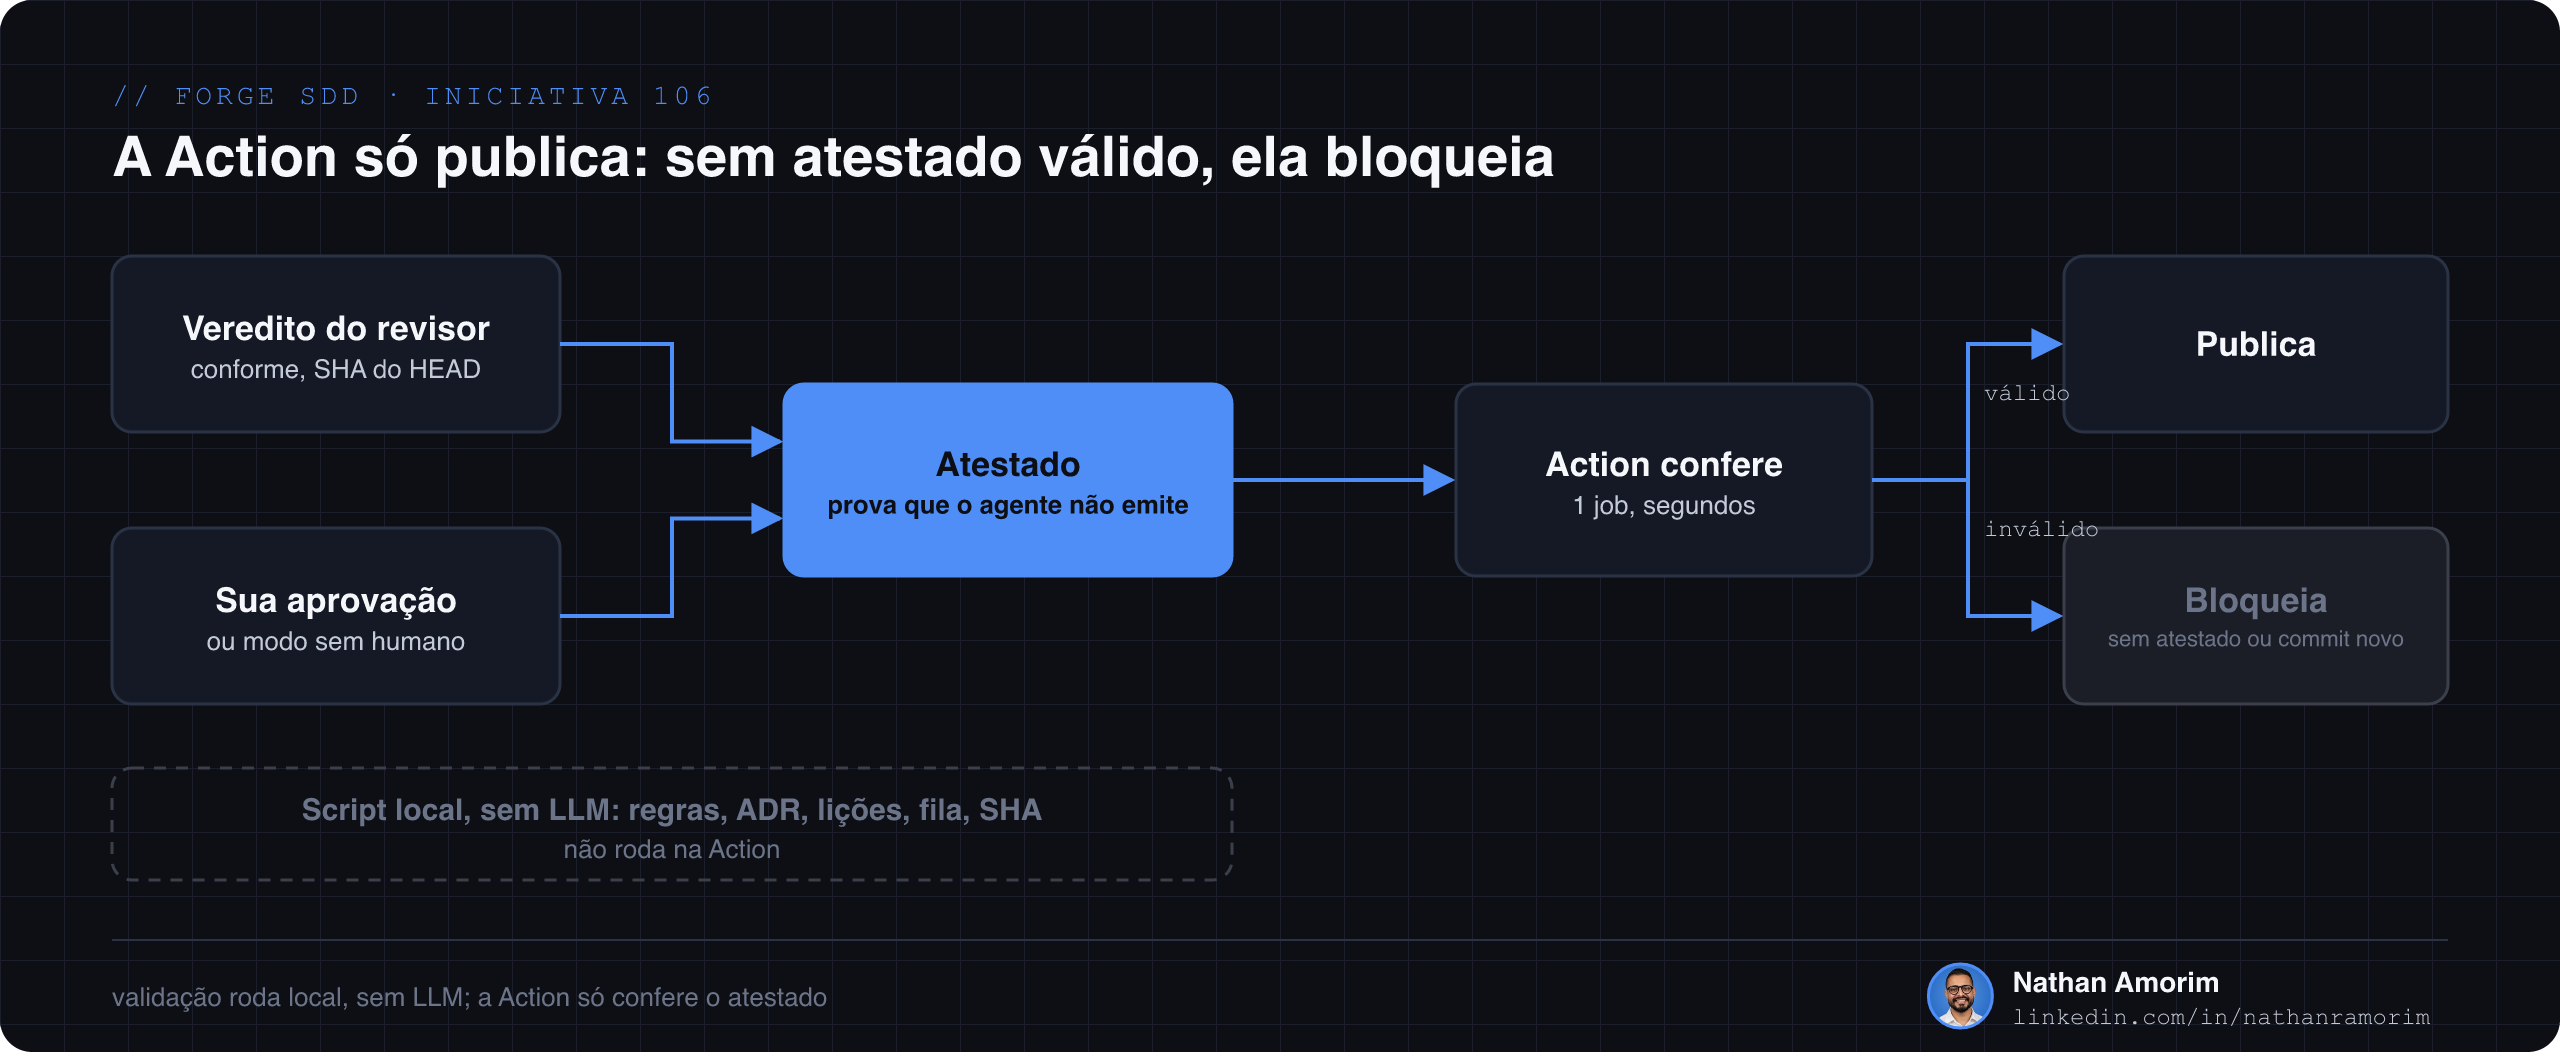 // FORGE SDD · INICIATIVA 106
A Action só publica: sem atestado válido, ela bloqueia
Veredito do revisor
conforme, SHA do HEAD
Sua aprovação
ou modo sem humano
Atestado
prova que o agente não emite
Action confere
1 job, segundos
válido
Publica
inválido
Bloqueia
sem atestado ou commit novo
Script local, sem LLM: regras, ADR, lições, fila, SHA
não roda na Action
validação roda local, sem LLM; a Action só confere o atestado
Nathan Amorim
linkedin.com/in/nathanramorim